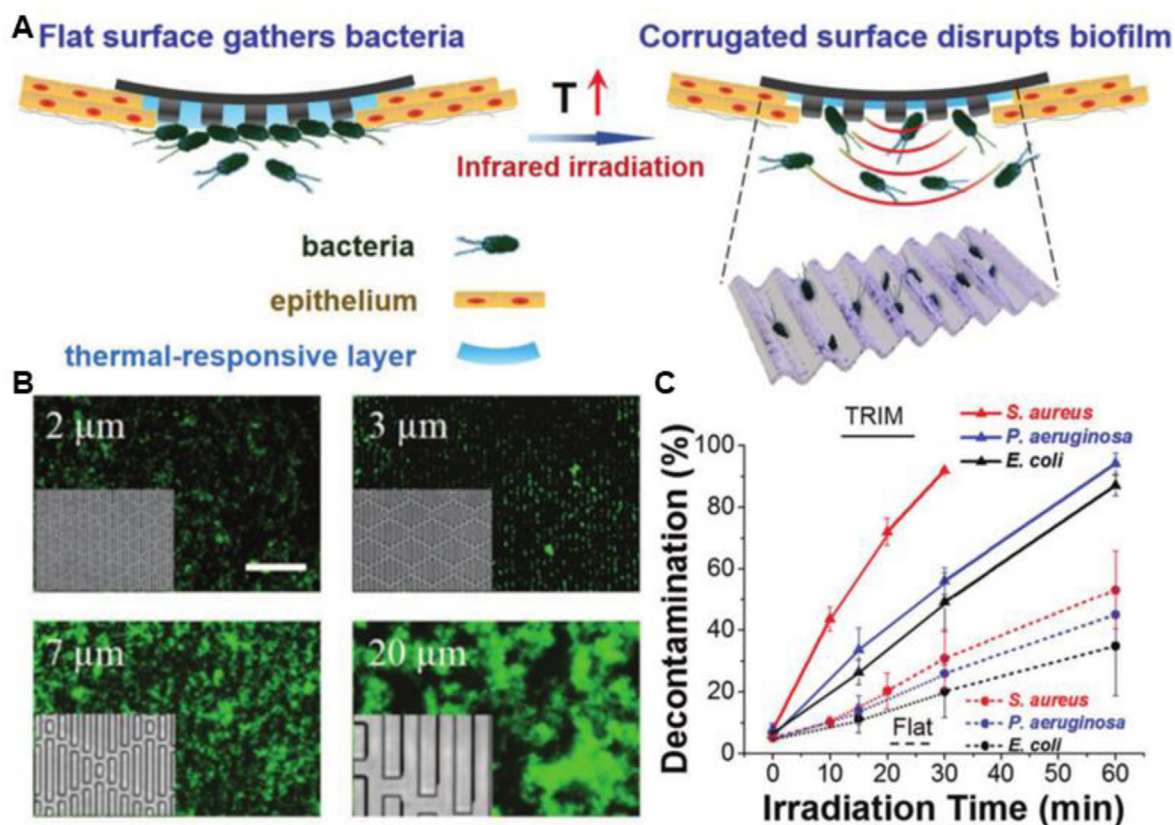 A
Flat surface gathers bacteria
Corrugated surface disrupts biofilm
T
Infrared irradiation
bacteria
epithelium
thermal-responsive layer
B
2 μm
3 μm
7 μm
20 μm
C
TRIM
S. aureus
P. aeruginosa
E. coli
Decontamination (%)
100
80
60
40
20
0
Flat
S. aureus
P. aeruginosa
E. coli
0 10 20 30 40 50 60
Irradiation Time (min)